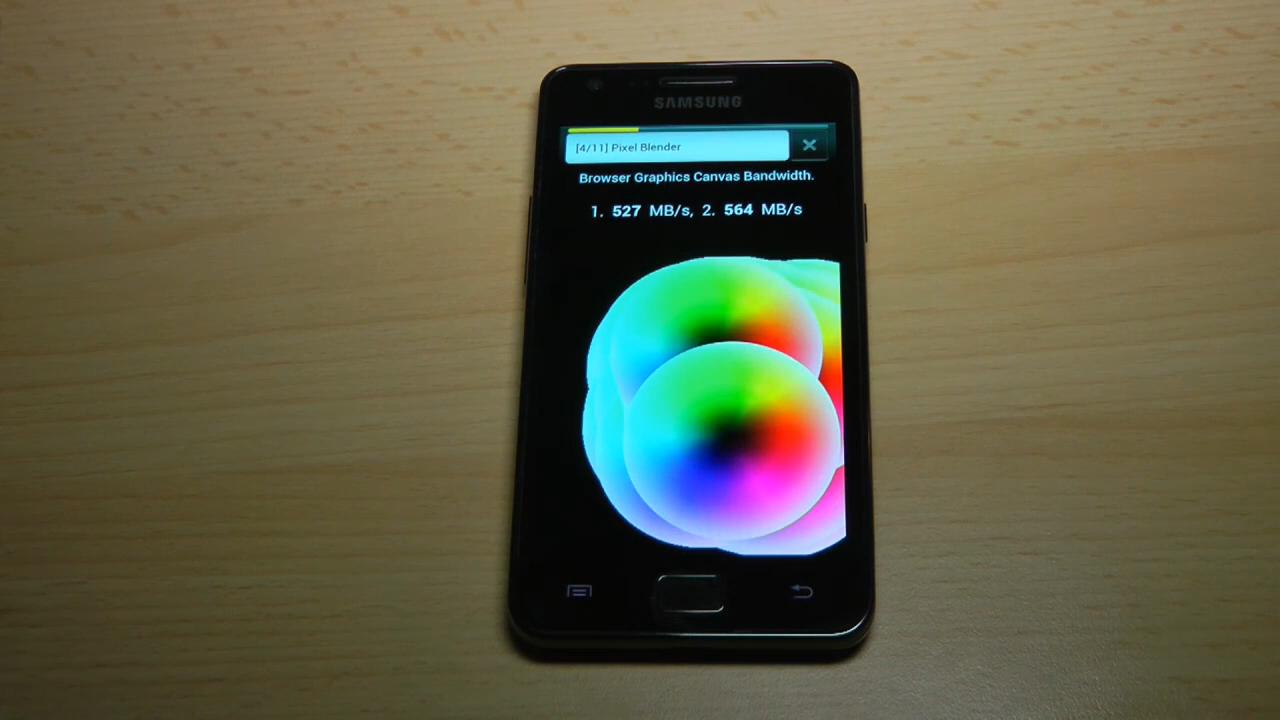 SAMSUNG
[4/11] Pixel Blender
Browser Graphics Canvas Bandwidth.
1. 527 MB/s, 2. 564 MB/s